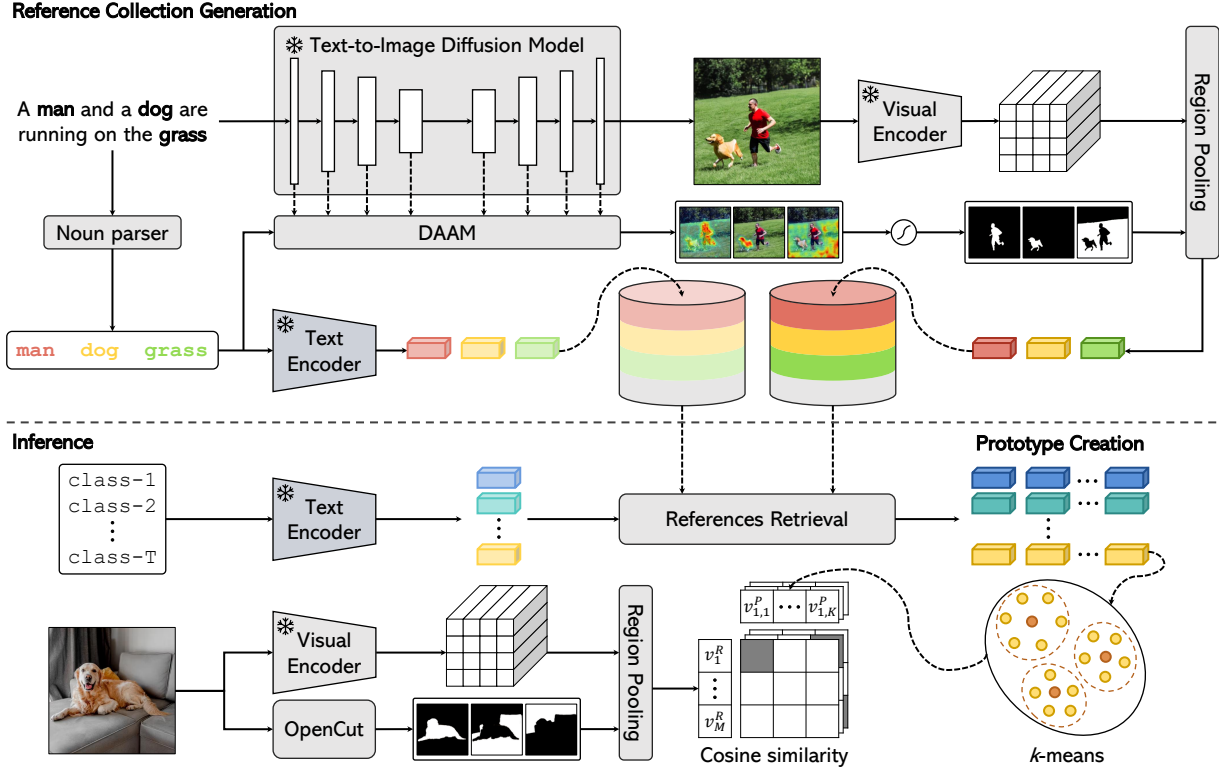 Reference Collection Generation
Text-to-Image Diffusion Model
A man and a dog are
running on the grass
Visual
Encoder
Region Pooling
Noun parser
DAAM
man dog grass
Text
Encoder
Inference
Prototype Creation
class-1
class-2
⋮
class-T
Text
Encoder
⋮
References Retrieval
...
...
⋮
...
Visual
Encoder
OpenCut
Region Pooling
v^P_{1,1} ... v^P_{1,K}
v^R_1
⋮
v^R_M
Cosine similarity
k-means